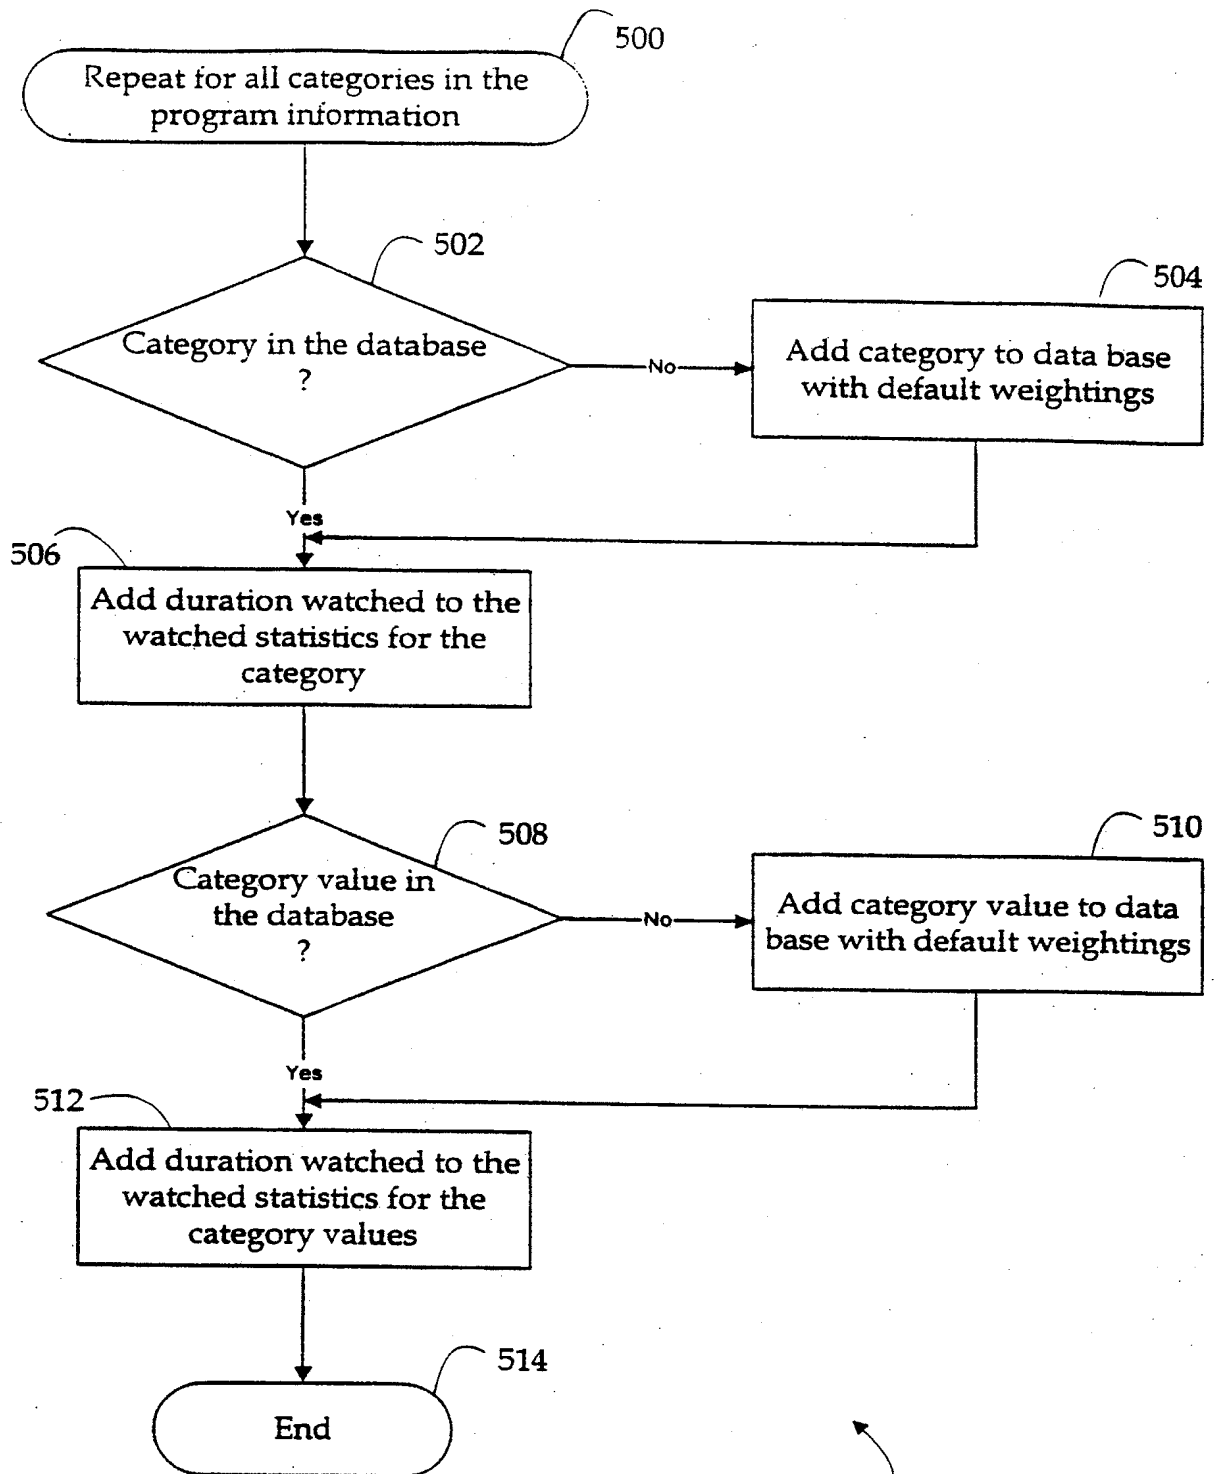 500
Repeat for all categories in the
program information
502
Category in the database
?
No
504
Add category to data base
with default weightings
Yes
506
Add duration watched to the
watched statistics for the
category
508
Category value in
the database
?
No
510
Add category value to data
base with default weightings
Yes
512
Add duration watched to the
watched statistics for the
category values
514
End